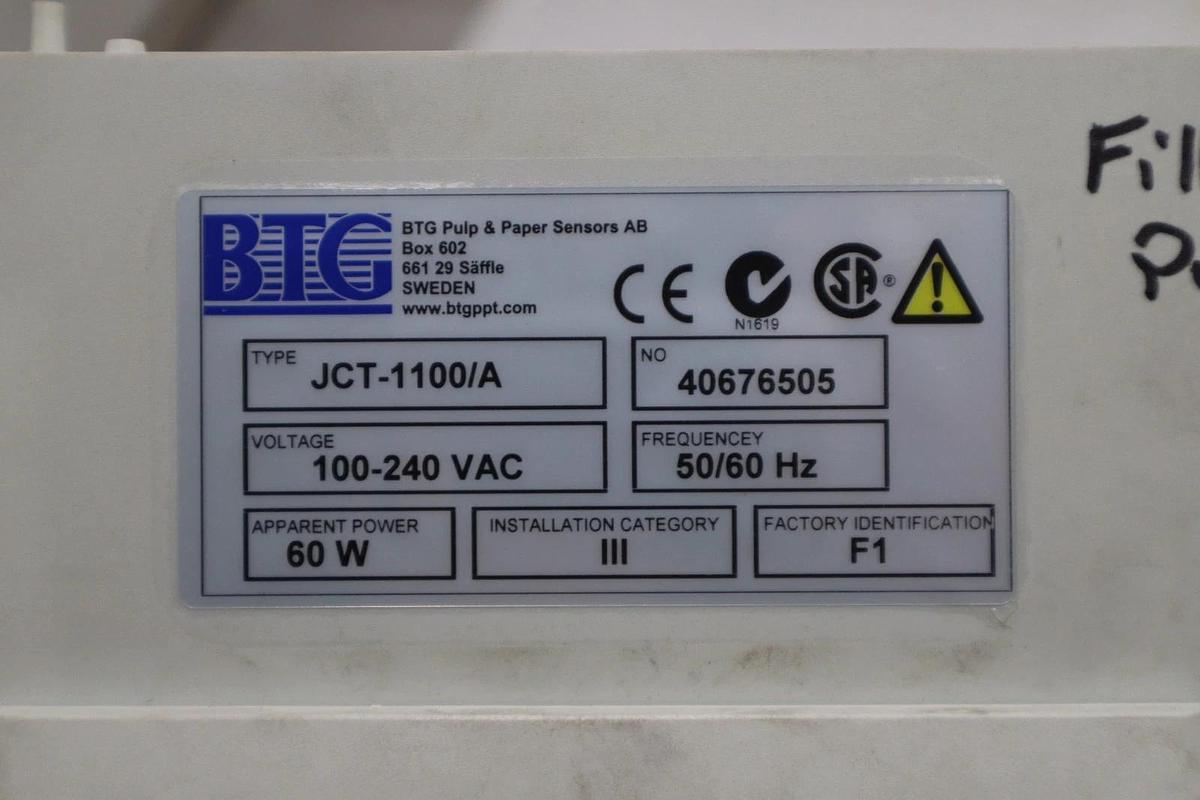 BTG
BTG Pulp & Paper Sensors AB
Box 602
661 29 Säffle
SWEDEN
www.btgppt.com
CE
N1619
SA ®
!
TYPE
JCT-1100/A
NO
40676505
VOLTAGE
100-240 VAC
FREQUENCEY
50/60 Hz
APPARENT POWER
60 W
INSTALLATION CATEGORY
III
FACTORY IDENTIFICATION
F1